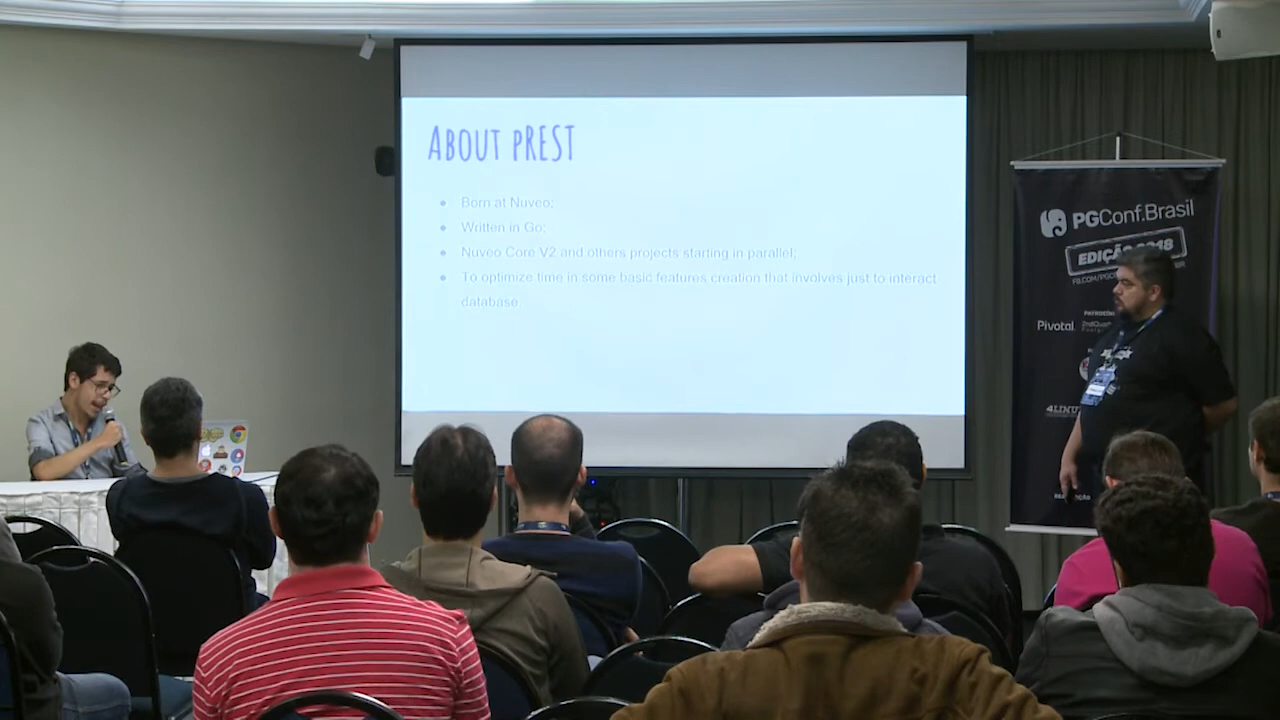 ABOUT pREST
Born at Nuveo;
Written in Go;
Nuveo Core V2 and others projects starting in parallel;
To optimize time in some basic features creation that involves just to interact
database.
PGConf.Brasil
EDIÇÃO 2018
Pivotal
4LINUX